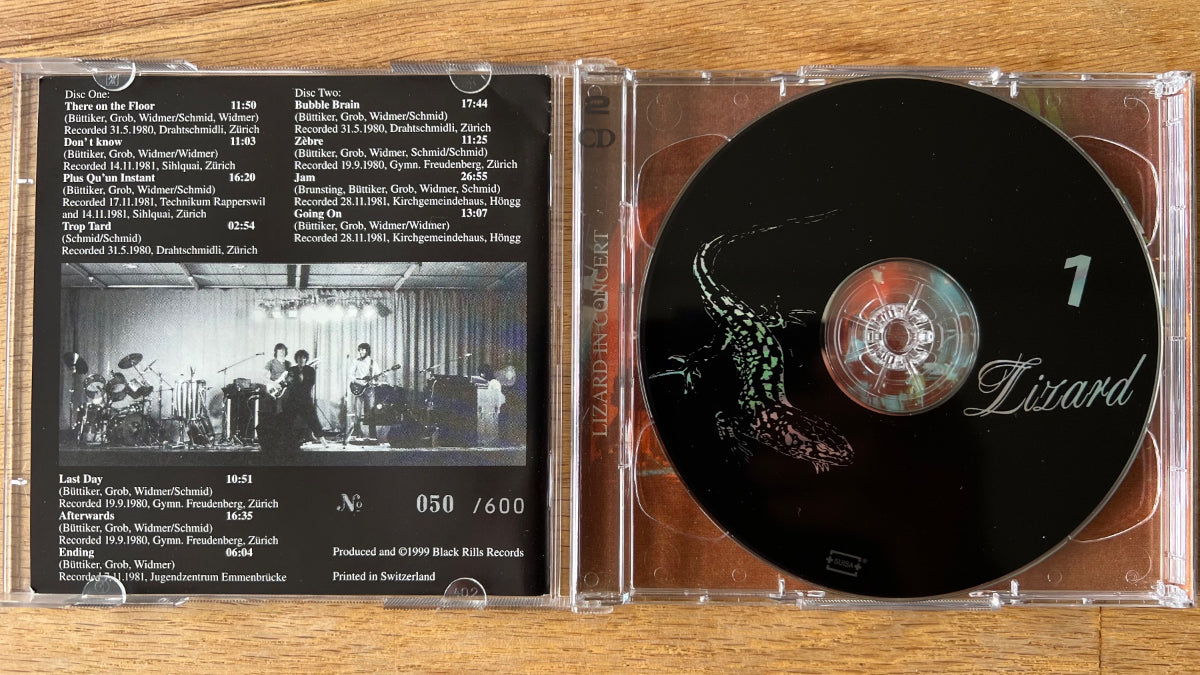 Disc One:
There on the Floor 11:50
(Büttiker, Grob, Widmer/Schmid, Widmer)
Recorded 31.5.1980, Drahtschmidli, Zürich
Don't know 11:03
(Büttiker, Grob, Widmer/Widmer)
Recorded 14.11.1981, Sihlquai, Zürich
Plus Qu'un Instant 16:20
(Büttiker, Grob, Widmer/Schmid)
Recorded 17.11.1981, Technikum Rapperswil
and 14.11.1981, Sihlquai, Zürich
Trop Tard 02:54
(Schmid/Schmid)
Recorded 31.5.1980, Drahtschmidli, Zürich
Last Day 10:51
(Büttiker, Grob, Widmer/Schmid)
Recorded 19.9.1980, Gymn. Freudenberg, Zürich
Afterwards 16:35
(Büttiker, Grob, Widmer/Schmid)
Recorded 19.9.1980, Gymn. Freudenberg, Zürich
Ending 06:04
(Büttiker, Grob, Widmer)
Recorded 7.11.1981, Jugendzentrum Emmenbrücke
Disc Two:
Bubble Brain 17:44
(Büttiker, Grob, Widmer/Schmid)
Recorded 31.5.1980, Drahtschmidli, Zürich
Zèbre 11:25
(Büttiker, Grob, Widmer, Schmid/Schmid)
Recorded 19.9.1980, Gymn. Freudenberg, Zürich
Jam 26:55
(Brunsting, Büttiker, Grob, Widmer, Schmid)
Recorded 28.11.1981, Kirchgemeindehaus, Höngg
Going On 13:07
(Büttiker, Grob, Widmer/Widmer)
Recorded 28.11.1981, Kirchgemeindehaus, Höngg
№ 050 /600
Produced and ©1999 Black Rills Records
Printed in Switzerland
2
CD
LIZARD IN CONCERT
1
Lizard
SUISA